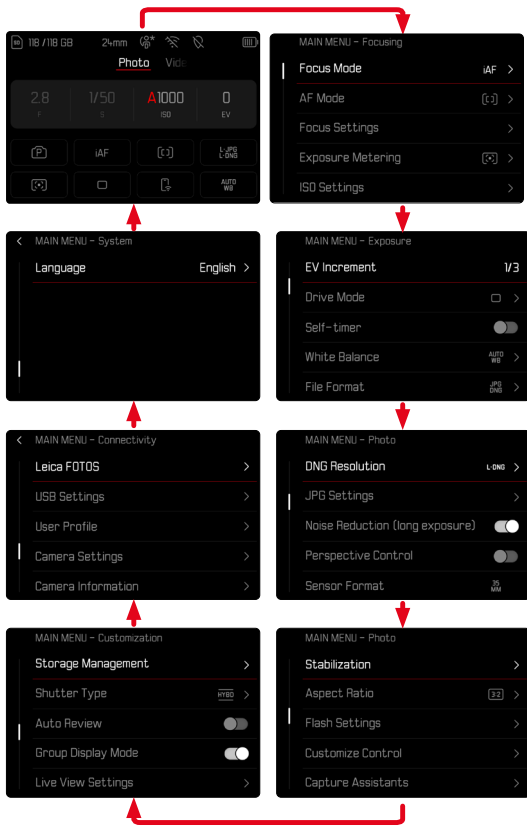 118 /118 GB 24mm
Photo Vide
2.8 1/50 A1000 0
F S ISO EV
P iAF L-JPG
L-DNG
AUTO
WB
MAIN MENU – Focusing
Focus Mode iAF
AF Mode
Focus Settings
Exposure Metering
ISO Settings
MAIN MENU – System
Language English
MAIN MENU – Exposure
EV Increment 1/3
Drive Mode
Self-timer
White Balance AUTO
WB
File Format JPG
DNG
MAIN MENU – Connectivity
Leica FOTOS
USB Settings
User Profile
Camera Settings
Camera Information
MAIN MENU – Photo
DNG Resolution L-DNG
JPG Settings
Noise Reduction (long exposure)
Perspective Control
Sensor Format 35
MM
MAIN MENU – Customization
Storage Management
Shutter Type HYBD
Auto Review
Group Display Mode
Live View Settings
MAIN MENU – Photo
Stabilization
Aspect Ratio 3:2
Flash Settings
Customize Control
Capture Assistants